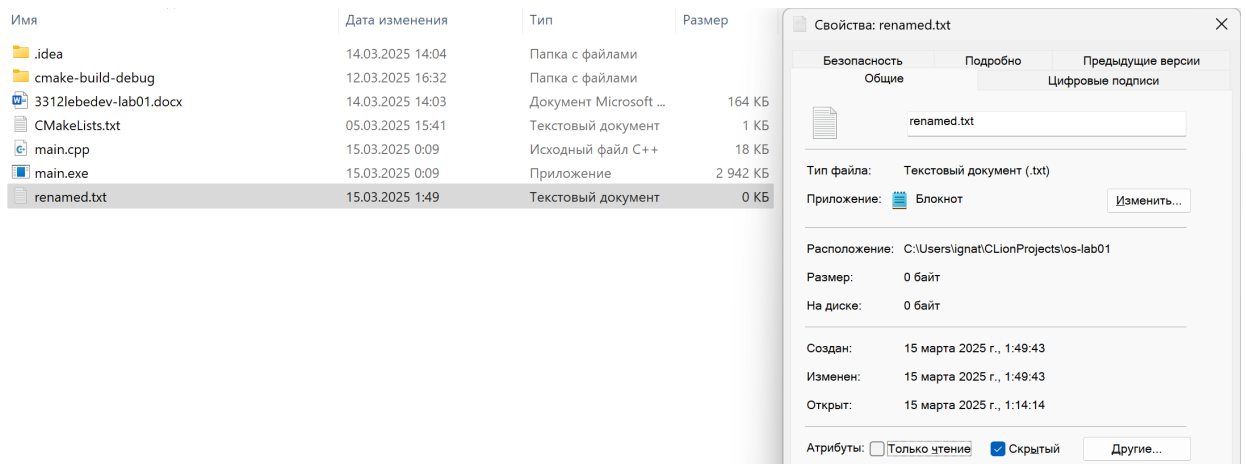 Имя Дата изменения Тип Размер
.idea 14.03.2025 14:04 Папка с файлами
cmake-build-debug 12.03.2025 16:32 Папка с файлами
3312lebedev-lab01.docx 14.03.2025 14:03 Документ Microsoft ... 164 КБ
CMakeLists.txt 05.03.2025 15:41 Текстовый документ 1 КБ
main.cpp 15.03.2025 0:09 Исходный файл C++ 18 КБ
main.exe 15.03.2025 0:09 Приложение 2 942 КБ
renamed.txt 15.03.2025 1:49 Текстовый документ 0 КБ
Свойства: renamed.txt
Безопасность Подробно Предыдущие версии
Общие Цифровые подписи
renamed.txt
Тип файла: Текстовый документ (.txt)
Приложение: Блокнот Изменить...
Расположение: C:\Users\ignat\CLionProjects\os-lab01
Размер: 0 байт
На диске: 0 байт
Создан: 15 марта 2025 г., 1:49:43
Изменен: 15 марта 2025 г., 1:49:43
Открыт: 15 марта 2025 г., 1:14:14
Атрибуты: Только чтение Скрытый Другие...